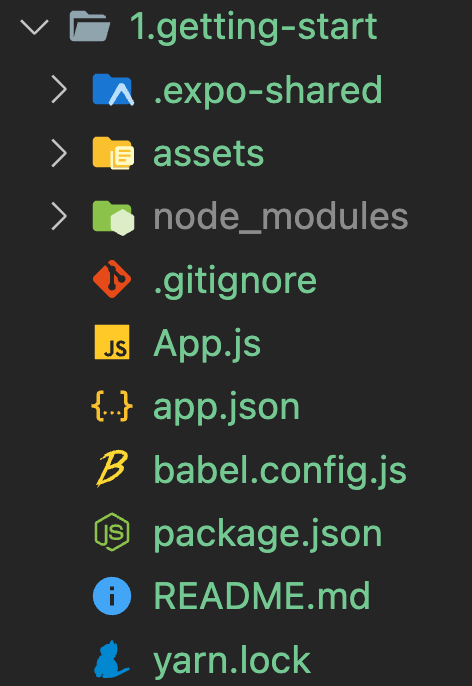 1.getting-start
.expo-shared
assets
node_modules
.gitignore
JS App.js
{...} app.json
B babel.config.js
JS package.json
i README.md
yarn.lock